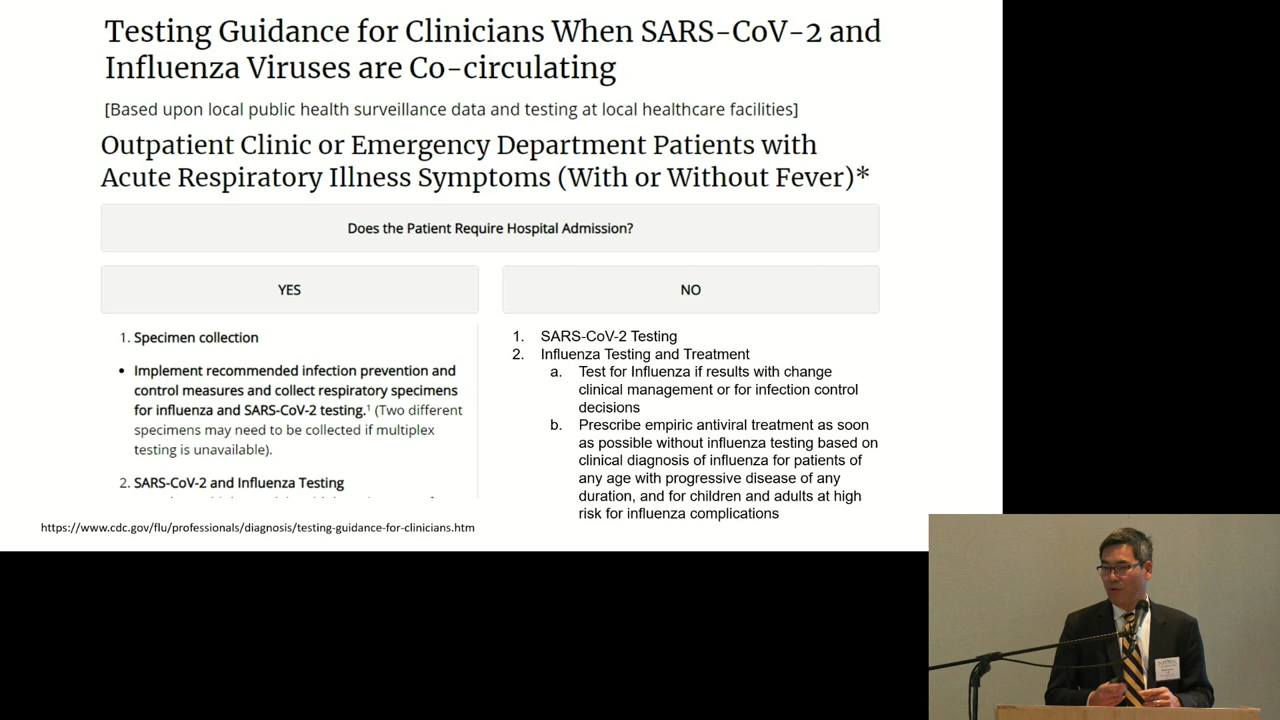 Testing Guidance for Clinicians When SARS-CoV-2 and
Influenza Viruses are Co-circulating
[Based upon local public health surveillance data and testing at local healthcare facilities]
Outpatient Clinic or Emergency Department Patients with
Acute Respiratory Illness Symptoms (With or Without Fever)*
Does the Patient Require Hospital Admission?
YES
NO
1. Specimen collection
• Implement recommended infection prevention and
control measures and collect respiratory specimens
for influenza and SARS-CoV-2 testing.¹ (Two different
specimens may need to be collected if multiplex
testing is unavailable).
2. SARS-CoV-2 and Influenza Testing
1. SARS-CoV-2 Testing
2. Influenza Testing and Treatment
a. Test for Influenza if results with change
clinical management or for infection control
decisions
b. Prescribe empiric antiviral treatment as soon
as possible without influenza testing based on
clinical diagnosis of influenza for patients of
any age with progressive disease of any
duration, and for children and adults at high
risk for influenza complications
https://www.cdc.gov/flu/professionals/diagnosis/testing-guidance-for-clinicians.htm